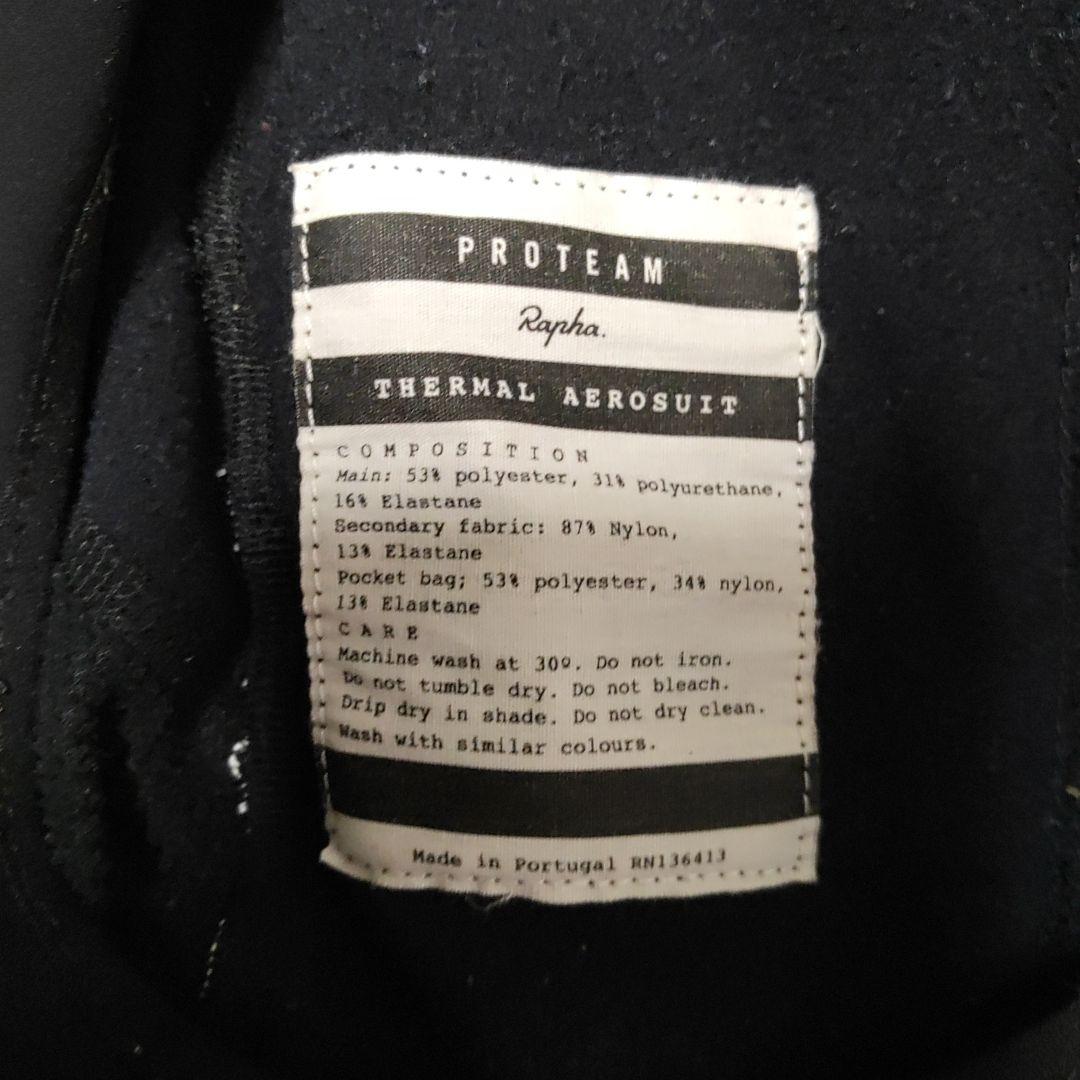 PROTEAM
Rapha.
THERMAL AEROSUIT
COMPOSITION
Main: 53% polyester, 31% polyurethane,
16% Elastane
Secondary fabric: 87% Nylon,
13% Elastane
Pocket bag; 53% polyester, 34% nylon,
13% Elastane
CARE
Machine wash at 30º. Do not iron.
Do not tumble dry. Do not bleach.
Drip dry in shade. Do not dry clean.
Wash with similar colours.
Made in Portugal RN136413